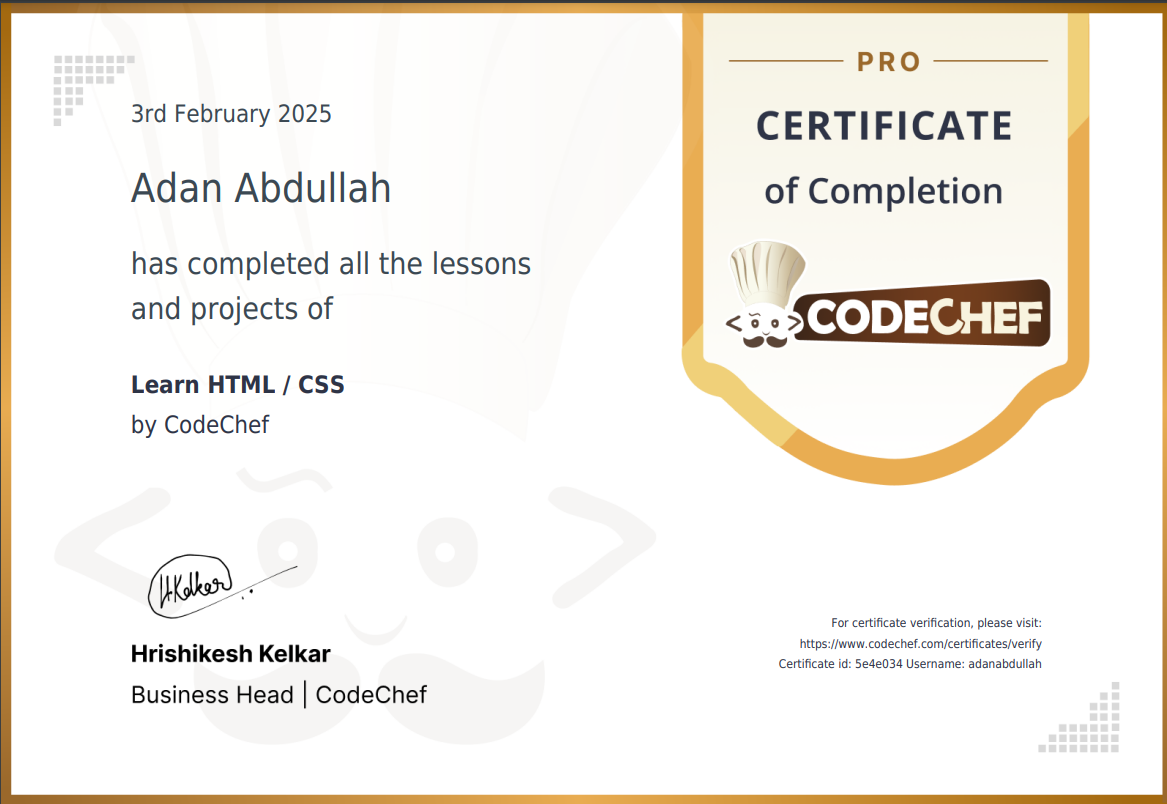 3rd February 2025
Adan Abdullah
has completed all the lessons
and projects of
Learn HTML / CSS
by CodeChef
H.Kelker
Hrishikesh Kelkar
Business Head | CodeChef
PRO
CERTIFICATE
of Completion
CODECHEF
For certificate verification, please visit:
https://www.codechef.com/certificates/verify
Certificate id: 5e4e034 Username: adanabdullah